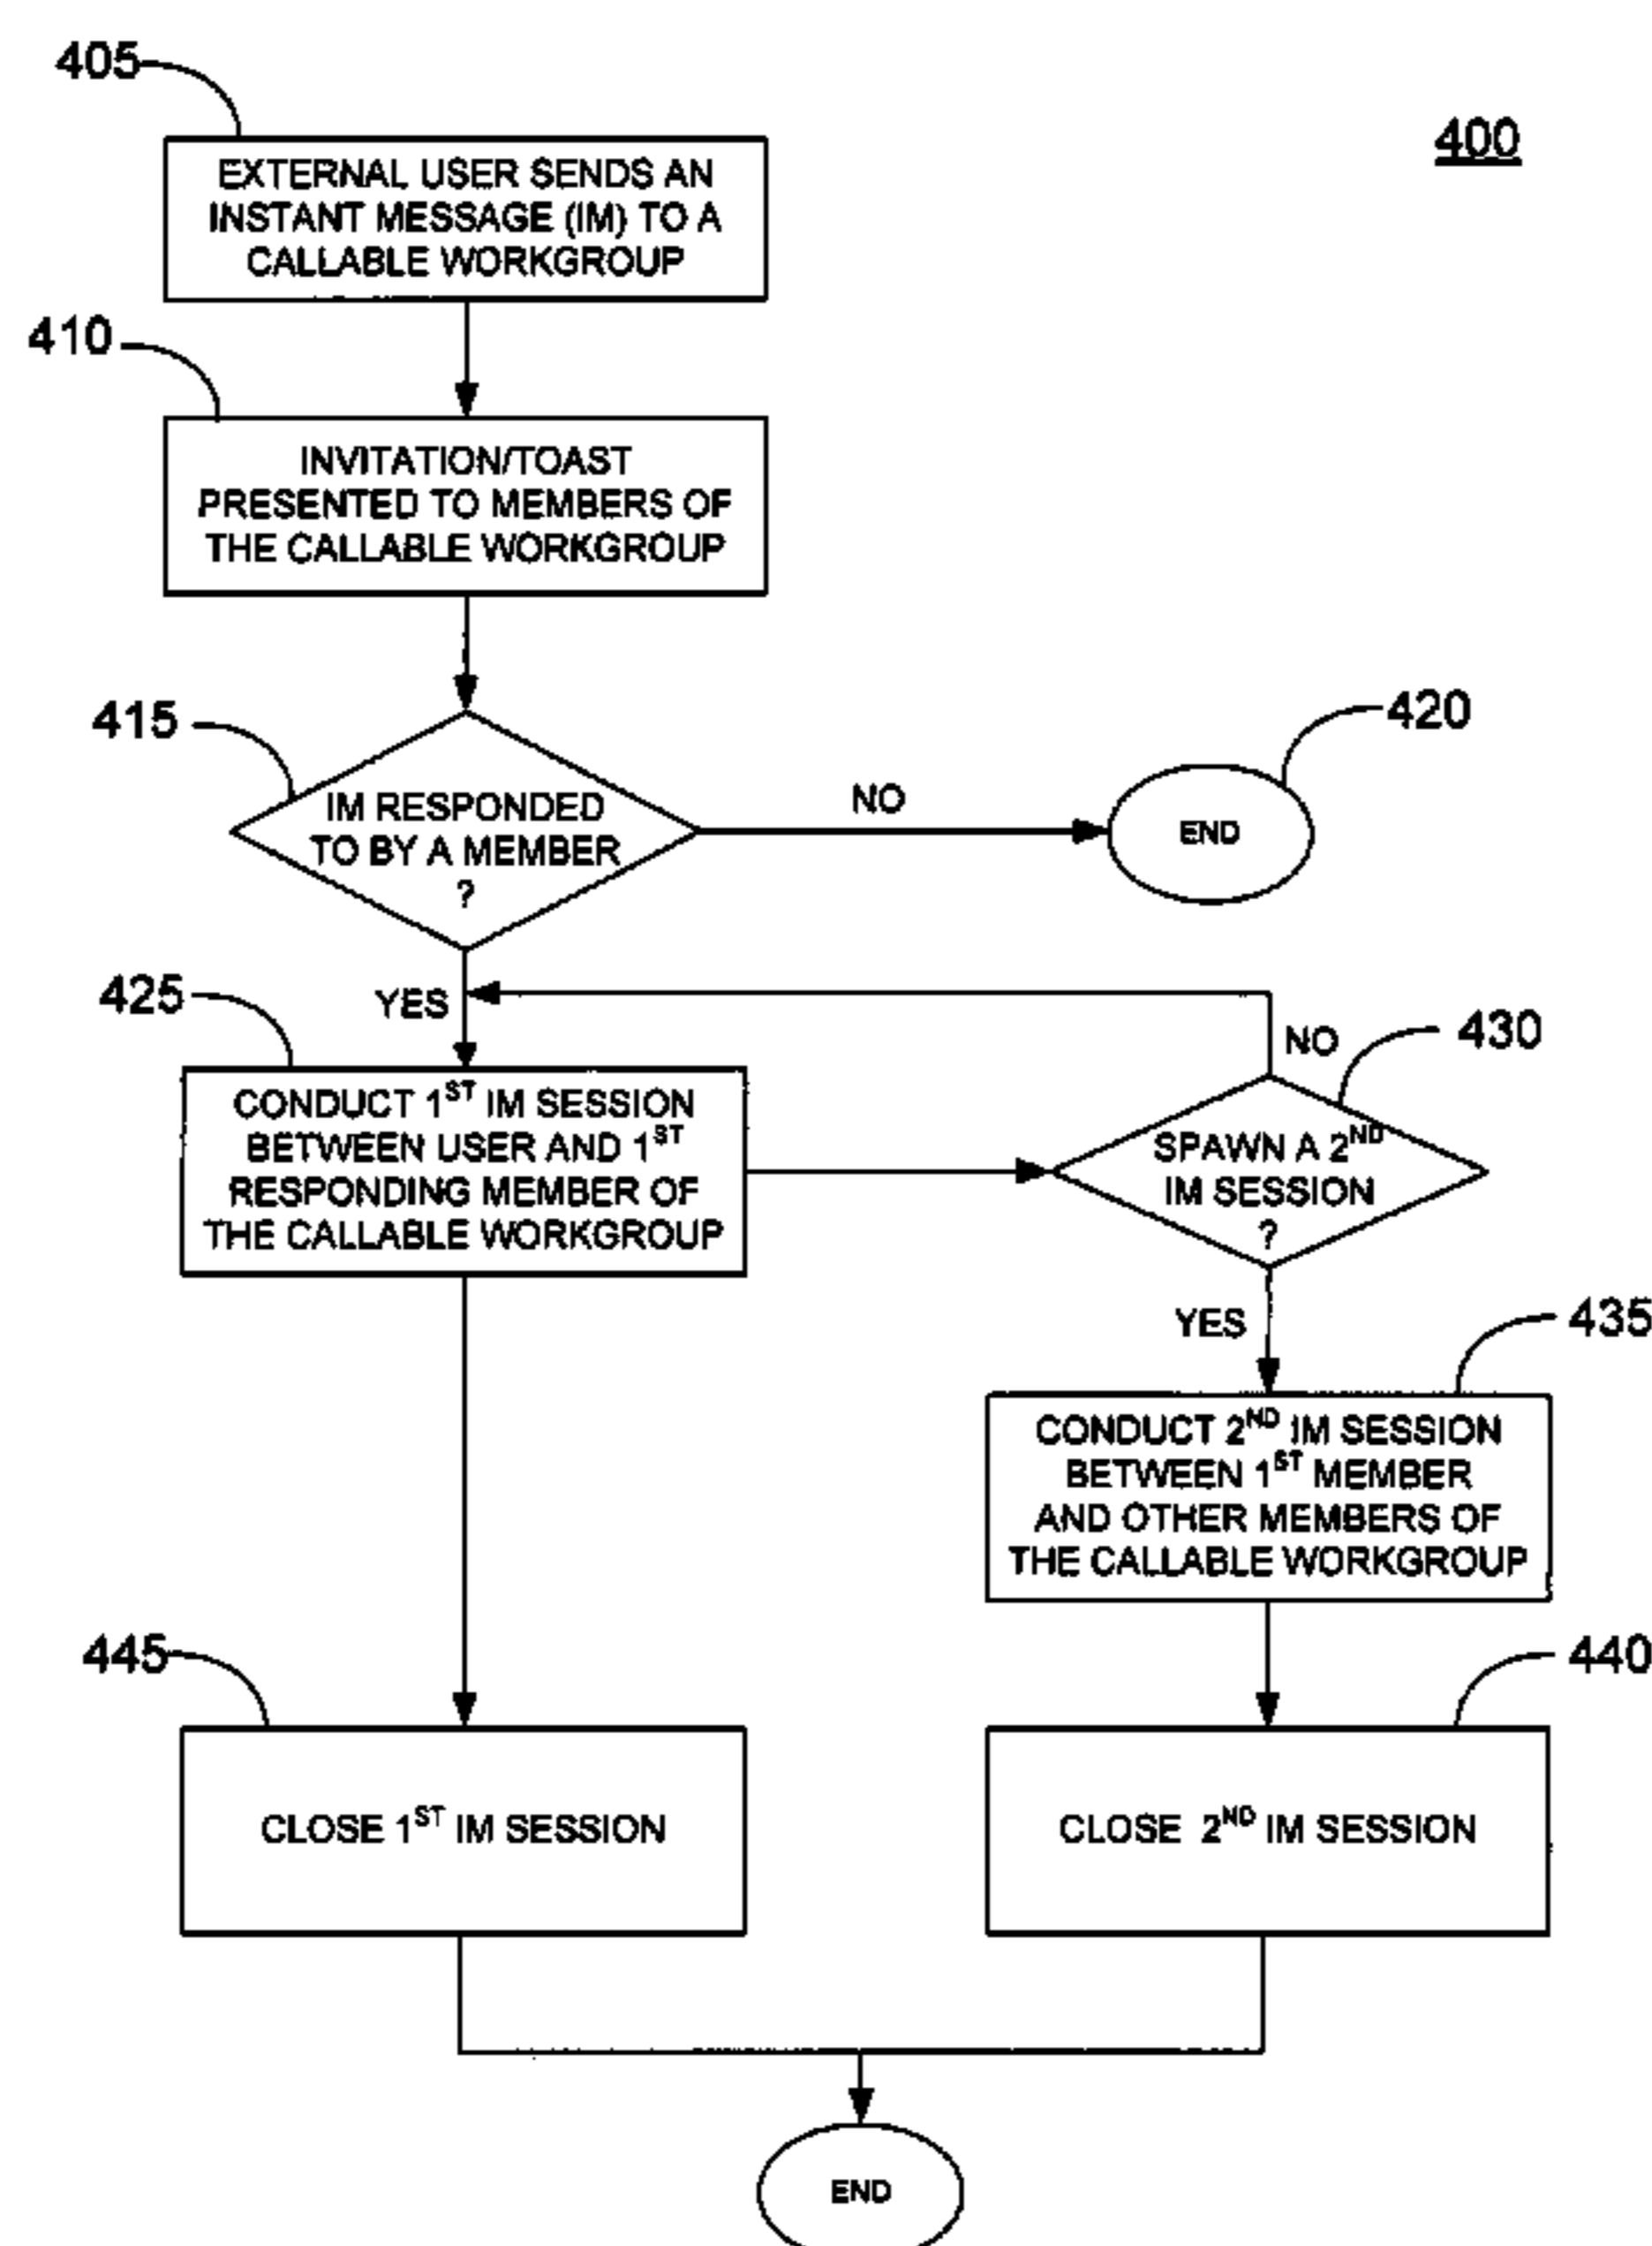 405
400
EXTERNAL USER SENDS AN
INSTANT MESSAGE (IM) TO A
CALLABLE WORKGROUP
410
INVITATION/TOAST
PRESENTED TO MEMBERS OF
THE CALLABLE WORKGROUP
415
420
IM RESPONDED
TO BY A MEMBER
?
NO
END
YES
425
NO
430
CONDUCT 1ST IM SESSION
BETWEEN USER AND 1ST
RESPONDING MEMBER OF
THE CALLABLE WORKGROUP
SPAWN A 2ND
IM SESSION
?
YES
435
CONDUCT 2ND IM SESSION
BETWEEN 1ST MEMBER
AND OTHER MEMBERS OF
THE CALLABLE WORKGROUP
445
440
CLOSE 1ST IM SESSION
CLOSE 2ND IM SESSION
END